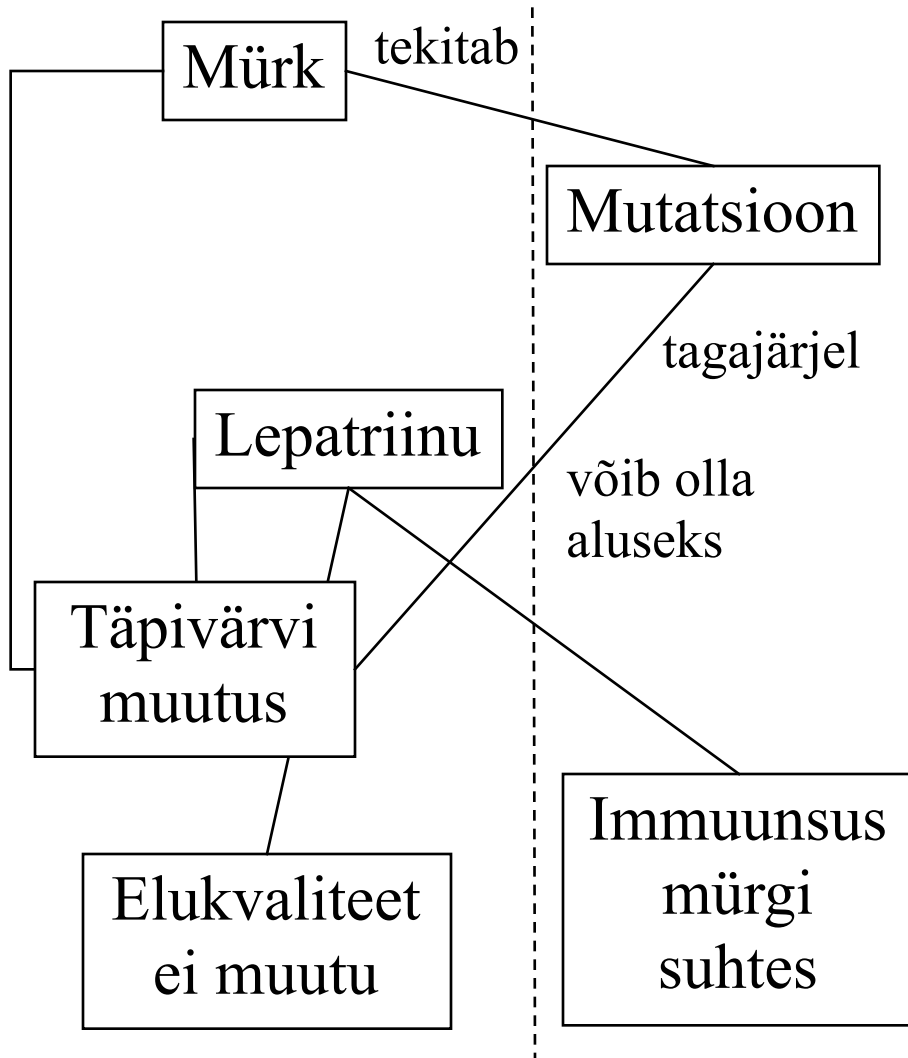 Mürk
tekitab
Mutatsioon
tagajärjel
Lepatriinu
võib olla
aluseks
Täpivärvi
muutus
Immuunsus
mürgi
suhtes
Elukvaliteet
ei muutu